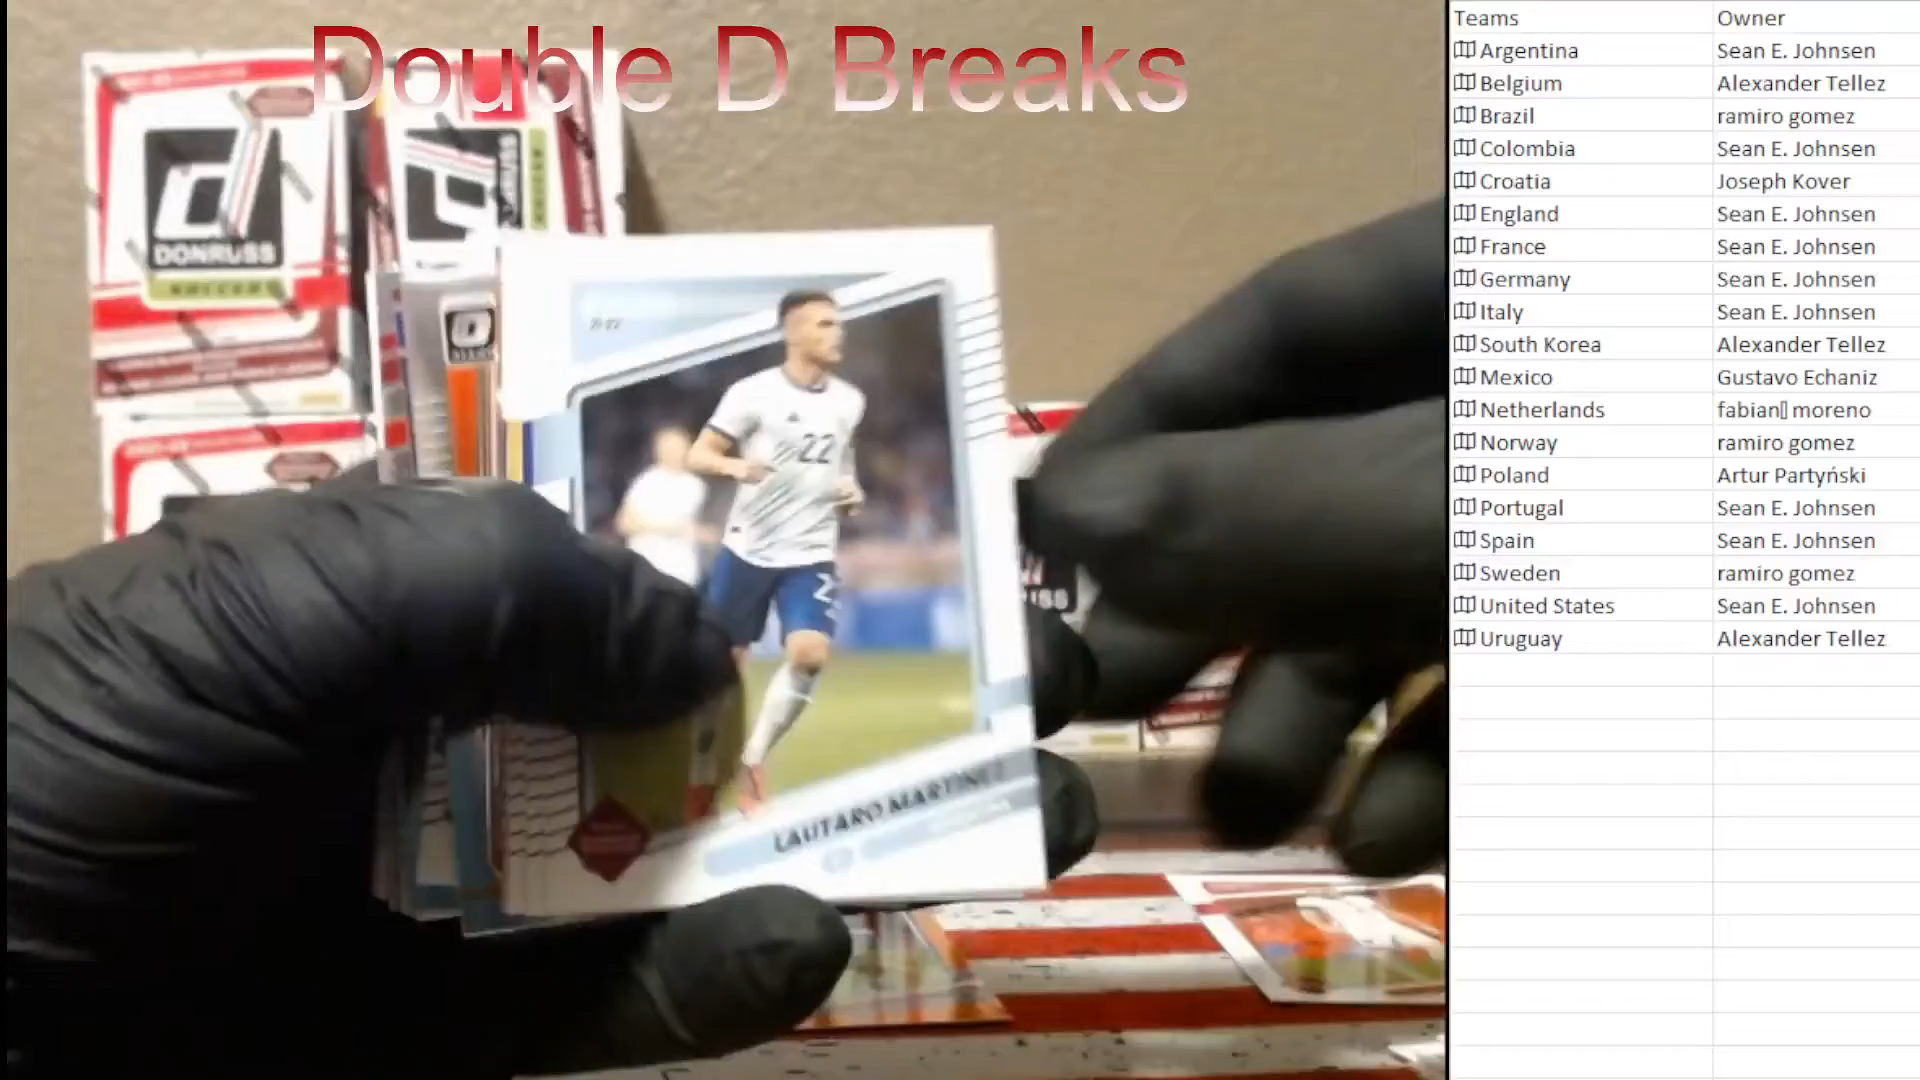 Double D Breaks
DONRUSS
SOCCER
22
LAUTARO MARTINEZ
Teams Owner
Argentina Sean E. Johnsen
Belgium Alexander Tellez
Brazil ramiro gomez
Colombia Sean E. Johnsen
Croatia Joseph Kover
England Sean E. Johnsen
France Sean E. Johnsen
Germany Sean E. Johnsen
Italy Sean E. Johnsen
South Korea Alexander Tellez
Mexico Gustavo Echaniz
Netherlands fabian▯ moreno
Norway ramiro gomez
Poland Artur Partyński
Portugal Sean E. Johnsen
Spain Sean E. Johnsen
Sweden ramiro gomez
United States Sean E. Johnsen
Uruguay Alexander Tellez